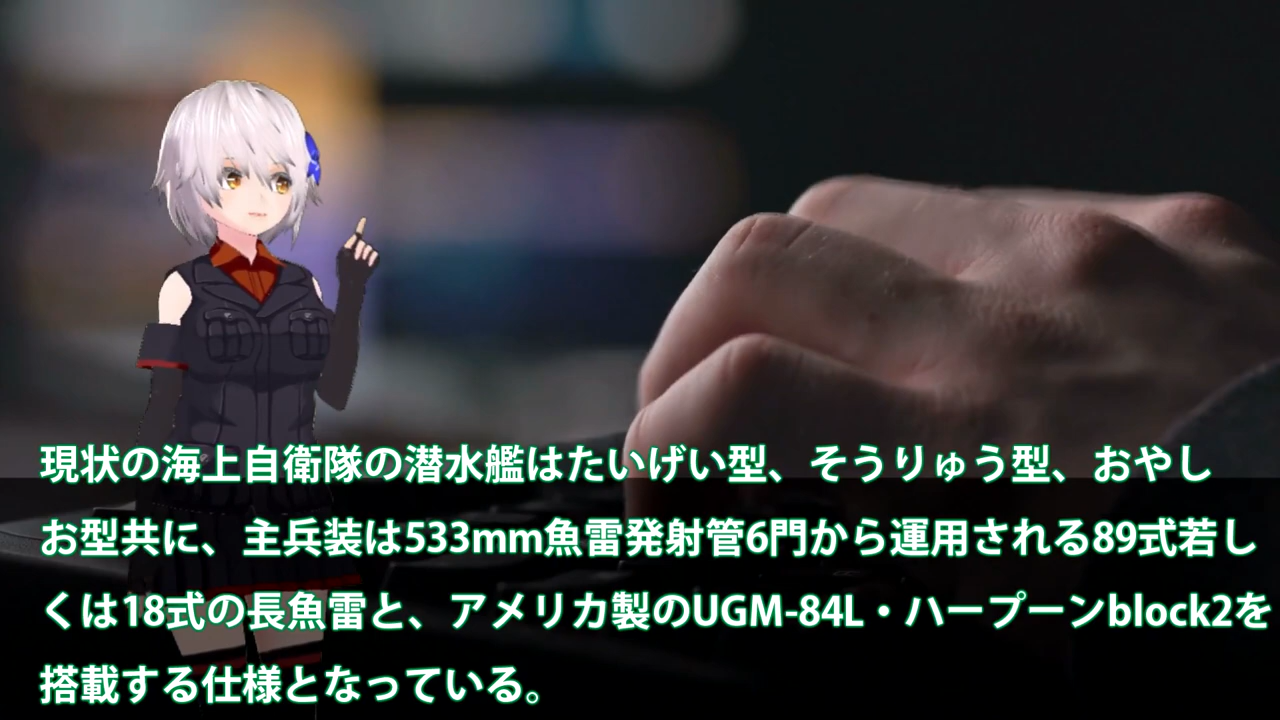 現状の海上自衛隊の潜水艦はたいげい型、そうりゅう型、おやし
お型共に、主兵装は533mm魚雷発射管6門から運用される89式若し
くは18式の長魚雷と、アメリカ製のUGM-84L・ハープーンblock2を
搭載する仕様となっている。